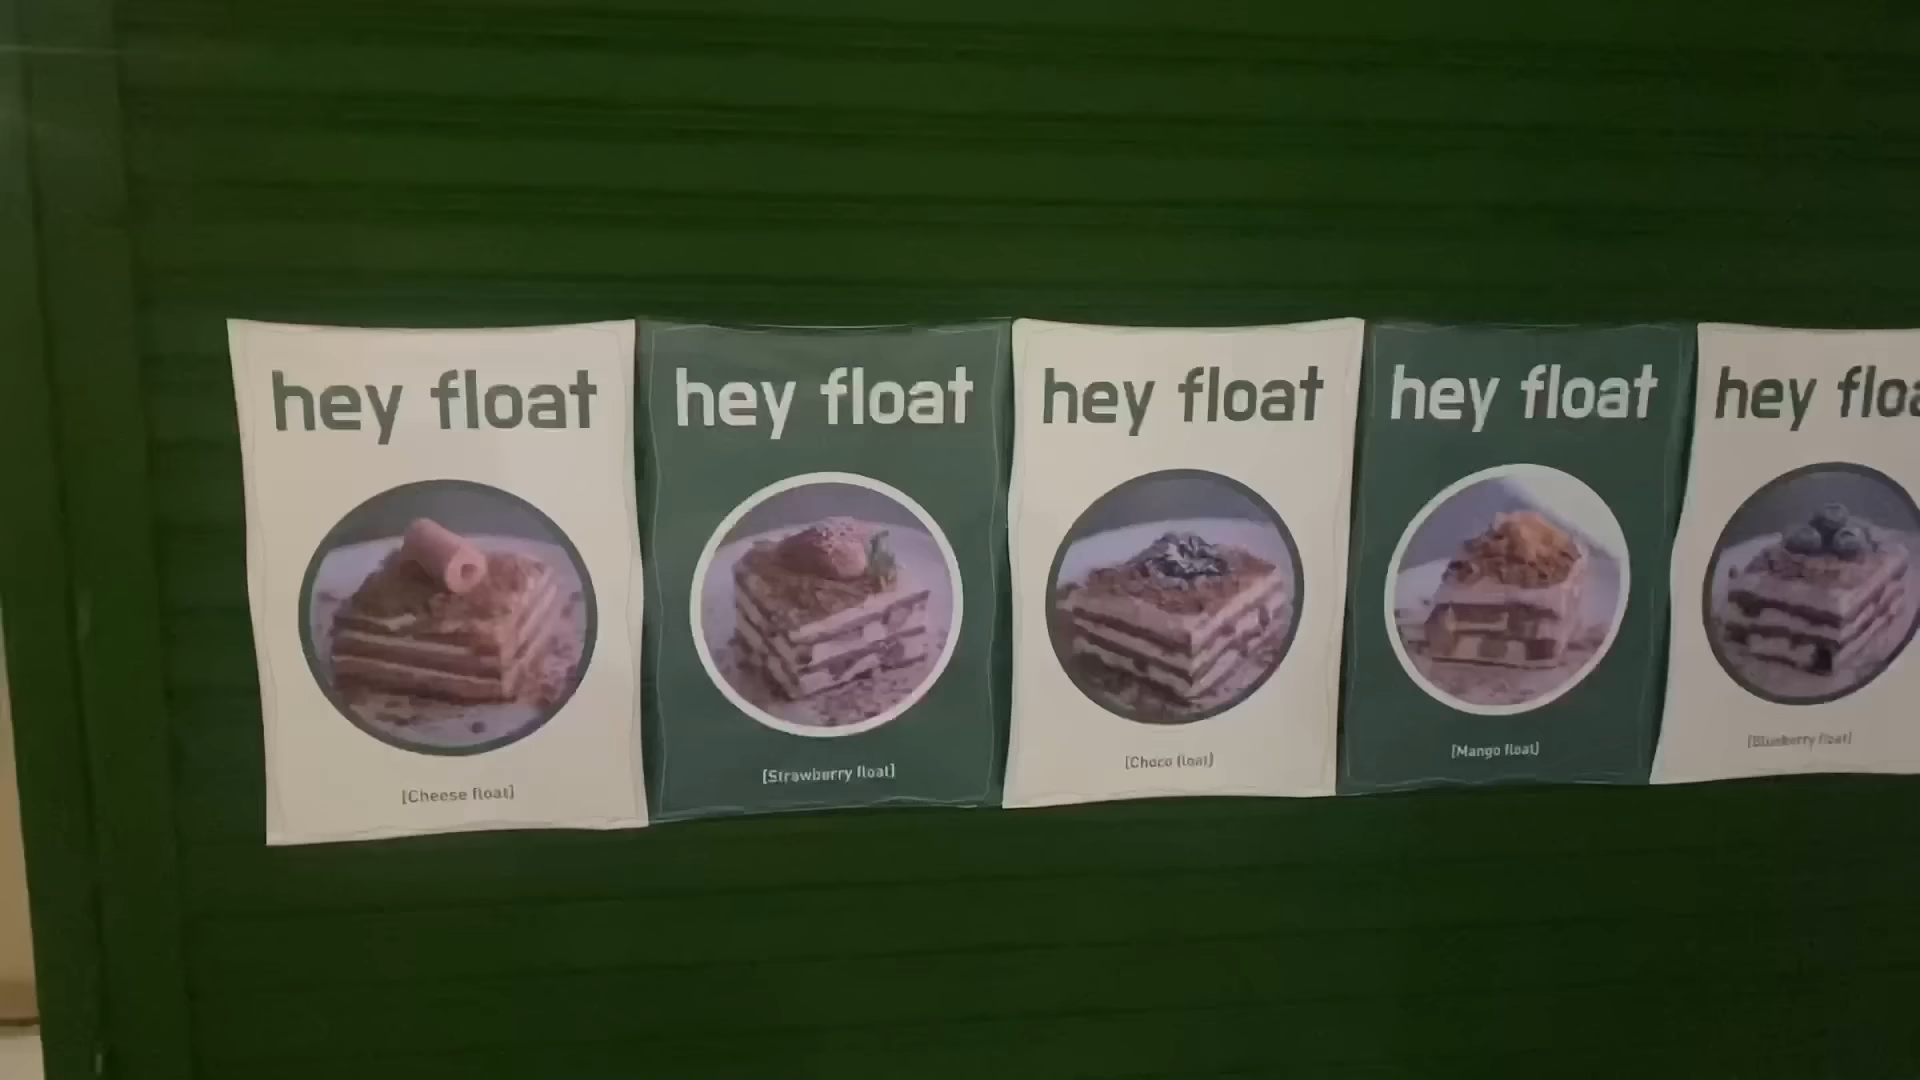 hey float
[Cheese float]
hey float
[Strawberry float]
hey float
[Choco float]
hey float
[Mango float]
hey floa
[Blueberry float]